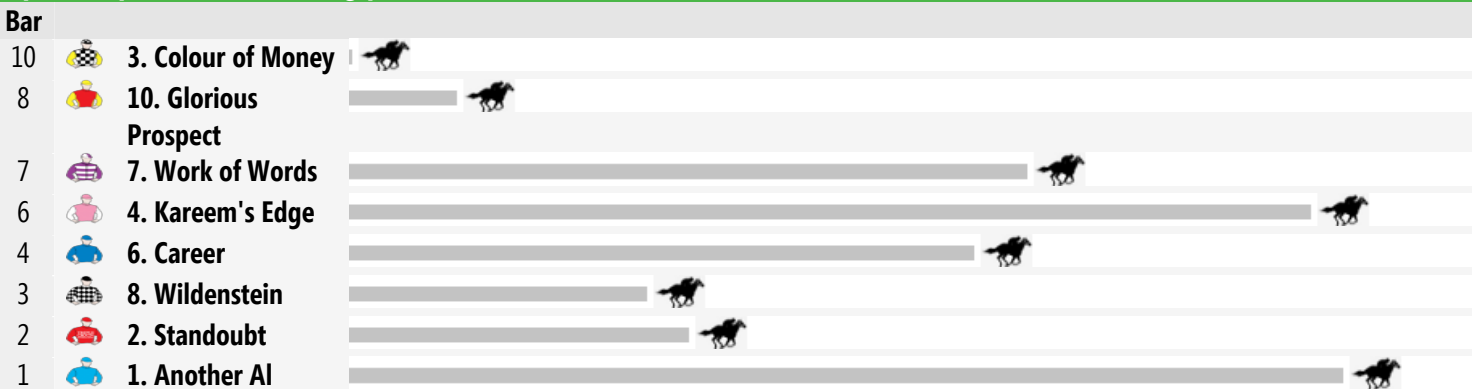 Bar
10 3. Colour of Money
8 10. Glorious
Prospect
7 7. Work of Words
6 4. Kareem's Edge
4 6. Career
3 8. Wildenstein
2 2. Standoubt
1 1. Another Al